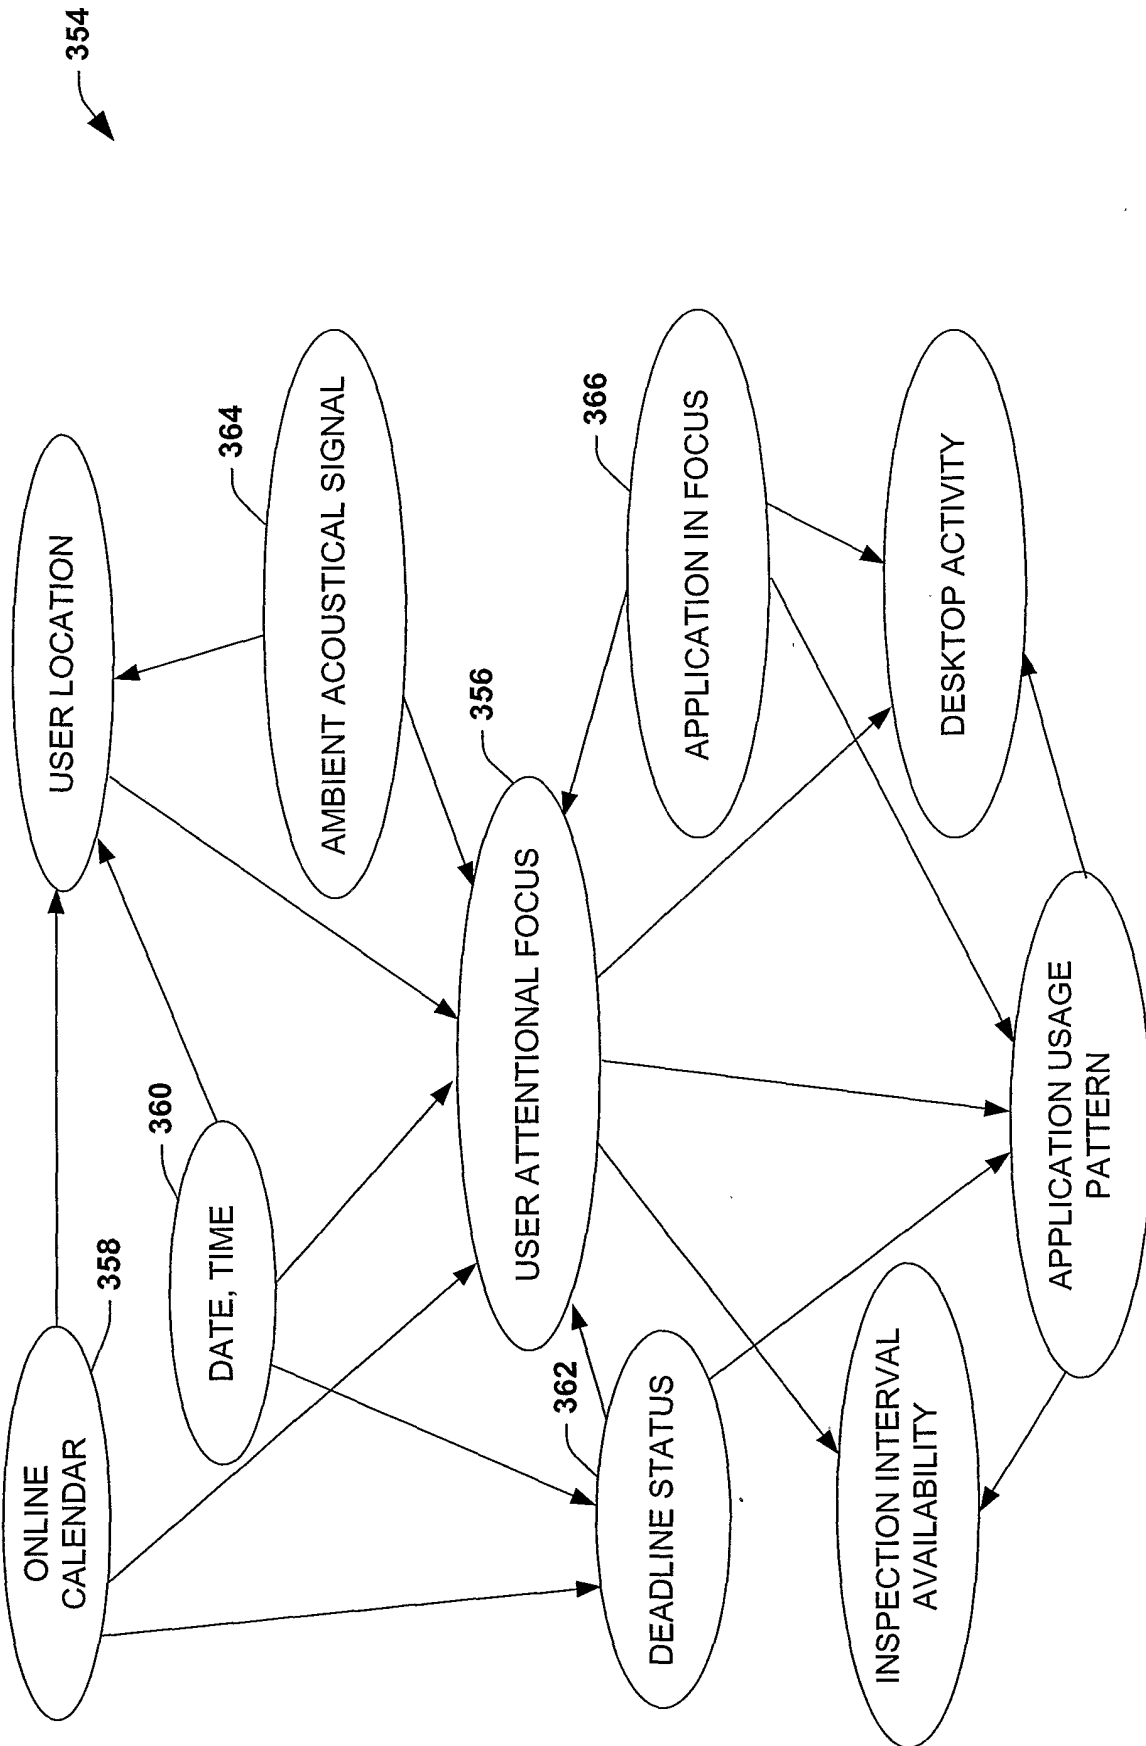 354
ONLINE
CALENDAR
358
USER LOCATION
DATE, TIME
360
AMBIENT ACOUSTICAL SIGNAL
364
USER ATTENTIONAL FOCUS
356
DEADLINE STATUS
362
APPLICATION IN FOCUS
366
INSPECTION INTERVAL
AVAILABILITY
DESKTOP ACTIVITY
APPLICATION USAGE
PATTERN